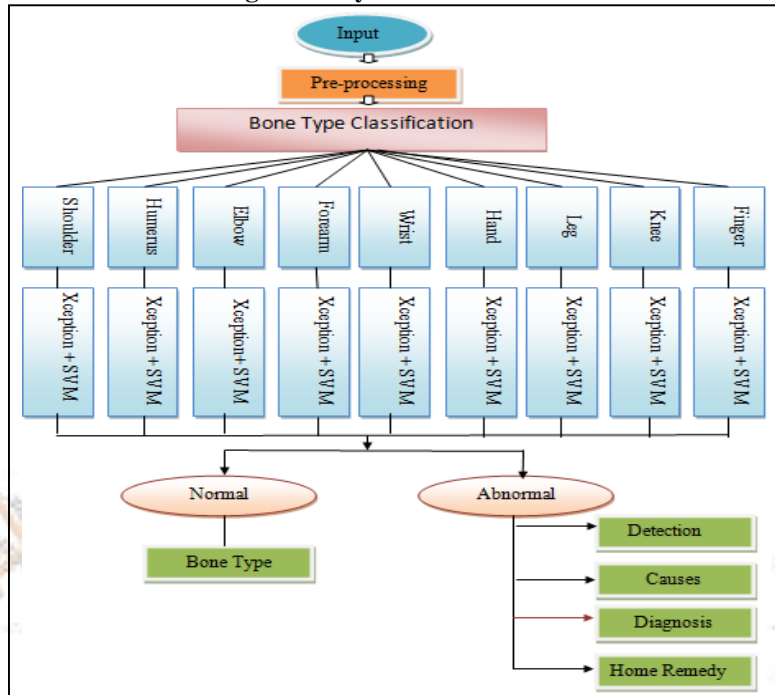 Input
Pre-processing
Bone Type Classification
Shoulder
Humerus
Elbow
Forearm
Wrist
Hand
Leg
Knee
Finger
Xception + SVM
Xception + SVM
Xception+ SVM
Xception + SVM
Xception + SVM
Xception + SVM
Xception + SVM
Xception + SVM
Xception + SVM
Normal
Abnormal
Bone Type
Detection
Causes
Diagnosis
Home Remedy